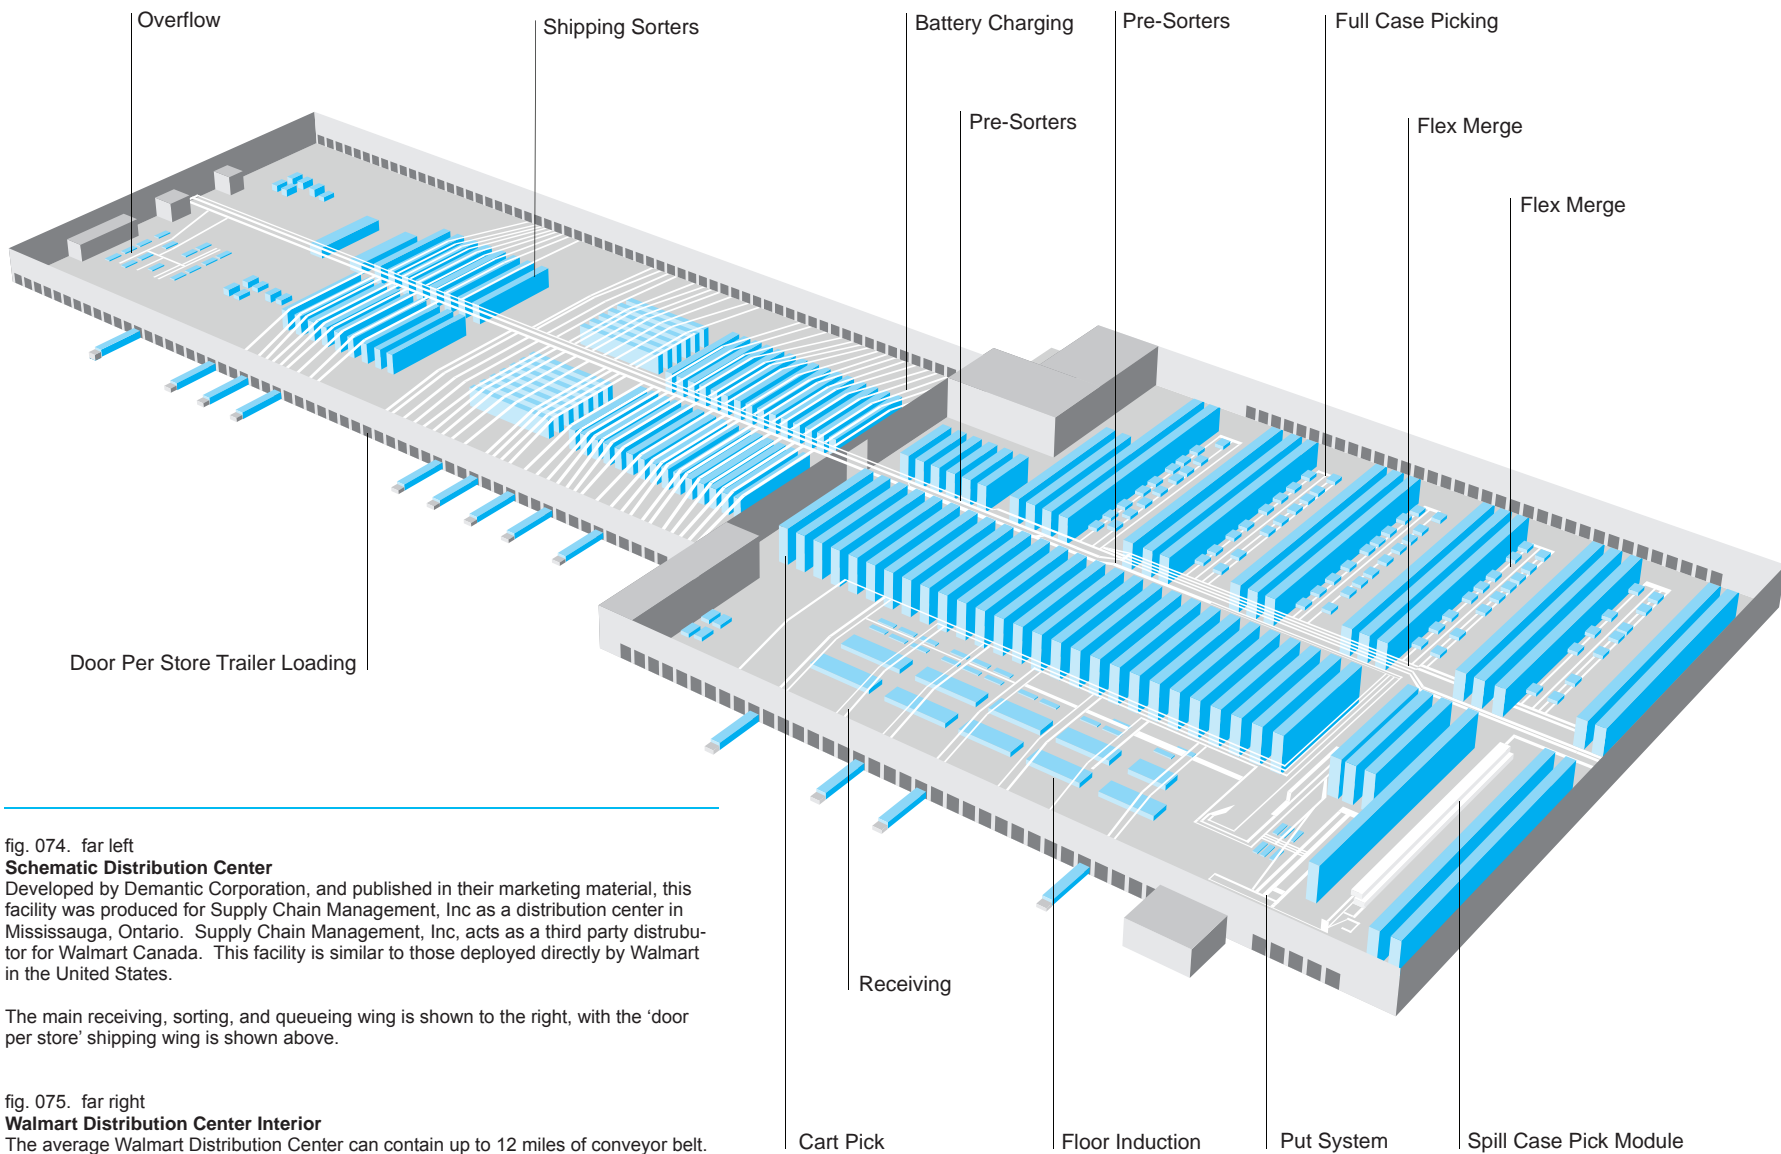 Overflow
Shipping Sorters
Battery Charging
Pre-Sorters
Full Case Picking
Pre-Sorters
Flex Merge
Flex Merge
Door Per Store Trailer Loading
fig. 074.  far left
Schematic Distribution Center
Developed by Demantic Corporation, and published in their marketing material, this
facility was produced for Supply Chain Management, Inc as a distribution center in
Mississauga, Ontario.  Supply Chain Management, Inc, acts as a third party distrubu-
tor for Walmart Canada.  This facility is similar to those deployed directly by Walmart
in the United States.
The main receiving, sorting, and queueing wing is shown to the right, with the ‘door
per store’ shipping wing is shown above.
fig. 075.  far right
Walmart Distribution Center Interior
The average Walmart Distribution Center can contain up to 12 miles of conveyor belt.
Receiving
Cart Pick
Floor Induction
Put System
Spill Case Pick Module